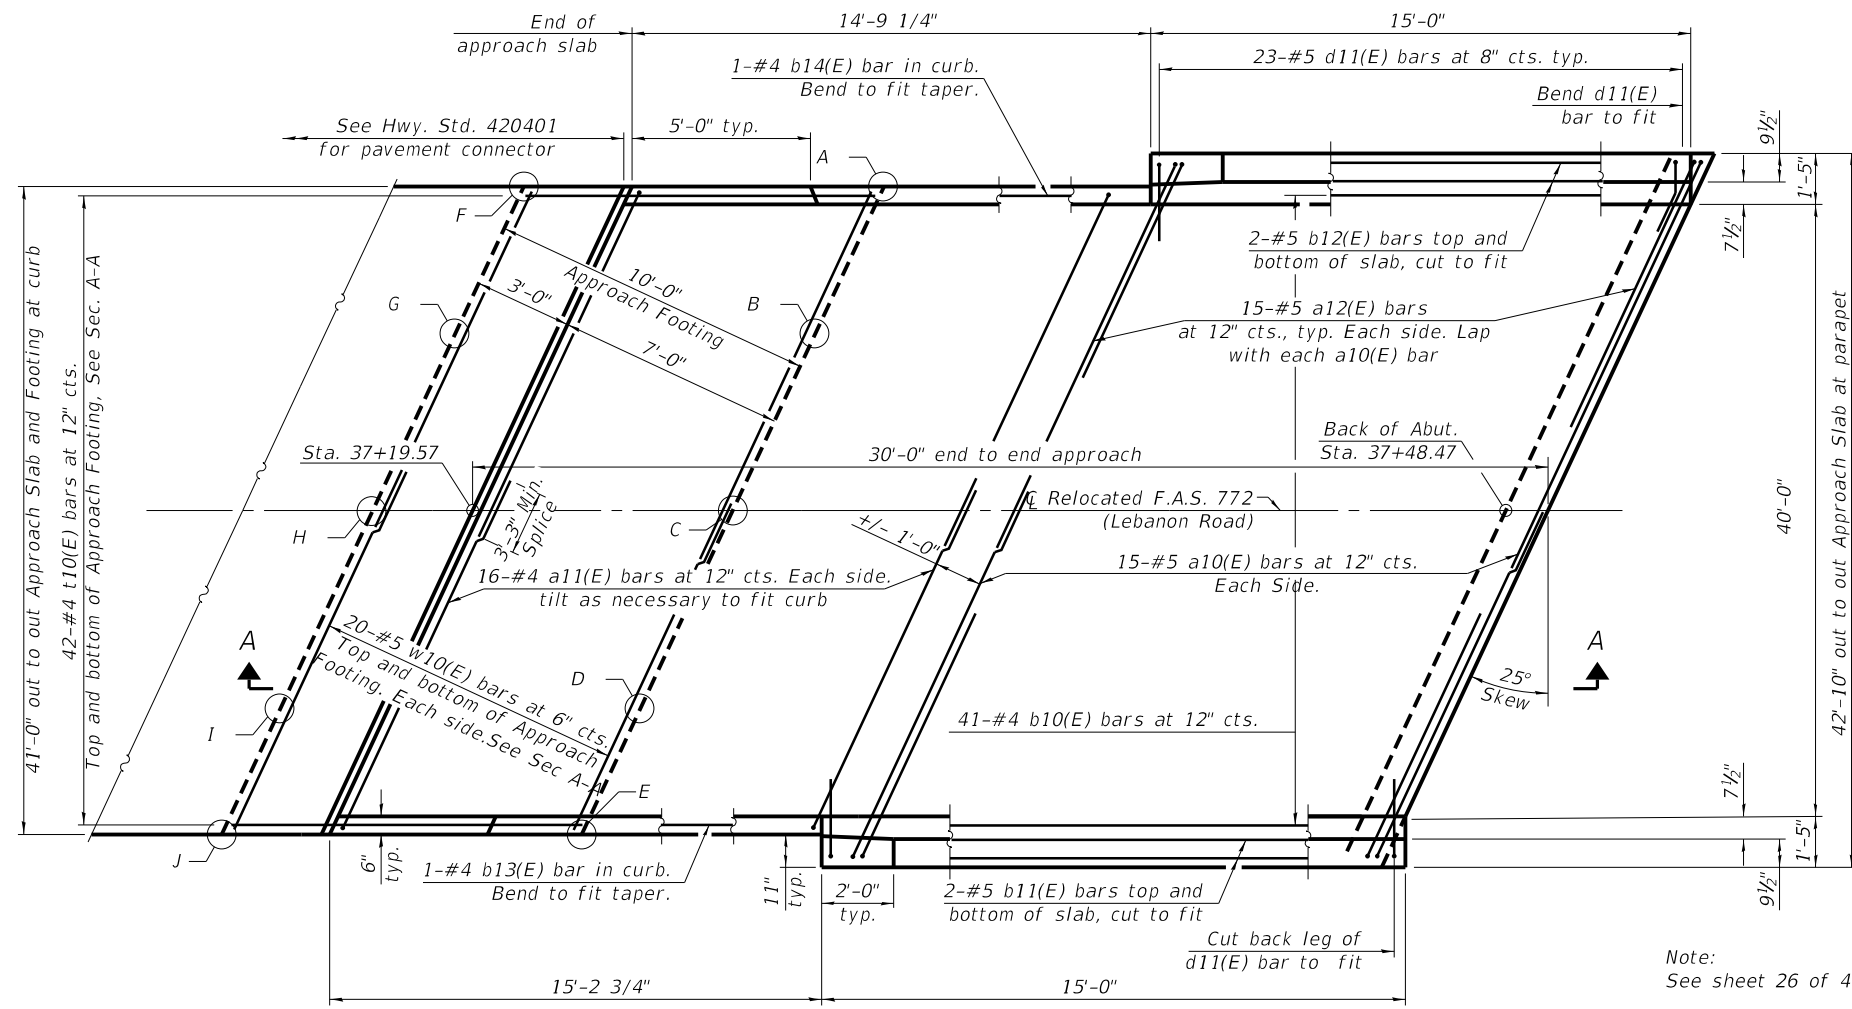 End of
approach slab
14'-9 1/4"
15'-0"
1-#4 b14(E) bar in curb.
Bend to fit taper.
23-#5 d11(E) bars at 8" cts. typ.
Bend d11(E)
bar to fit
See Hwy. Std. 420401
for pavement connector
5'-0" typ.
A
F
9½"
1'-5"
7½"
2-#5 b12(E) bars top and
bottom of slab, cut to fit
G
B
10'-0"
Approach Footing
3'-0"
7'-0"
15-#5 a12(E) bars
at 12" cts., typ. Each side. Lap
with each a10(E) bar
41'-0" out to out Approach Slab and Footing at curb
42-#4 t10(E) bars at 12" cts.
Top and bottom of Approach Footing, See Sec. A-A
Sta. 37+19.57
30'-0" end to end approach
Back of Abut.
Sta. 37+48.47
H
C
3'-3" Min.
Splice
+/- 1'-0"
℄ Relocated F.A.S. 772
(Lebanon Road)
40'-0"
42'-10" out to out Approach Slab at parapet
16-#4 a11(E) bars at 12" cts. Each side.
tilt as necessary to fit curb
15-#5 a10(E) bars at 12" cts.
Each Side.
A
A
20-#5 w10(E) bars at 6" cts.
Top and bottom of Approach
Footing. Each side.See Sec A-A
D
I
25°
Skew
41-#4 b10(E) bars at 12" cts.
E
J
7½"
1'-5"
9½"
6"
typ.
1-#4 b13(E) bar in curb.
Bend to fit taper.
11"
typ.
2'-0"
typ.
2-#5 b11(E) bars top and
bottom of slab, cut to fit
Cut back leg of
d11(E) bar to fit
15'-2 3/4"
15'-0"
Note:
See sheet 26 of 4